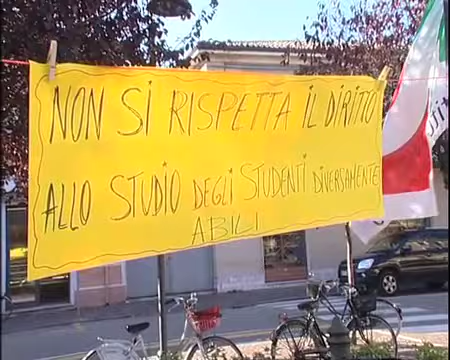 NON SI RISPETTA IL DIRITTO
ALLO STUDIO DEGLI STUDENTI DIVERSAMENTE
ABILI